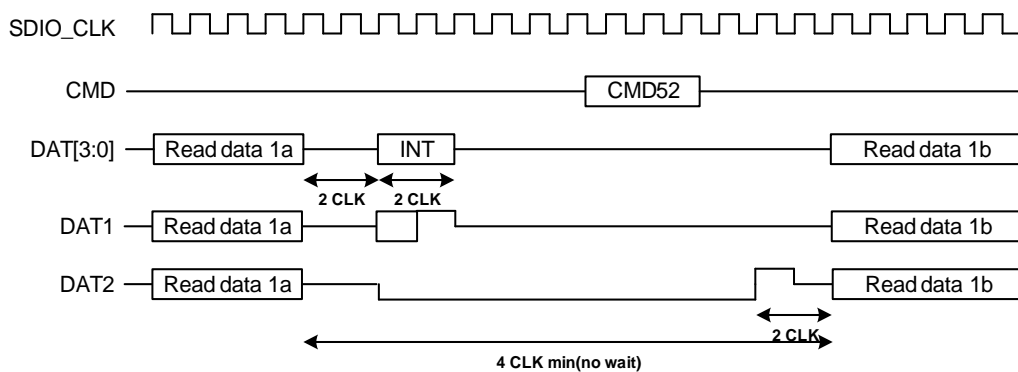 SDIO_CLK
CMD CMD52
DAT[3:0] Read data 1a INT Read data 1b
2 CLK 2 CLK
DAT1 Read data 1a Read data 1b
DAT2 Read data 1a Read data 1b
2 CLK
4 CLK min(no wait)